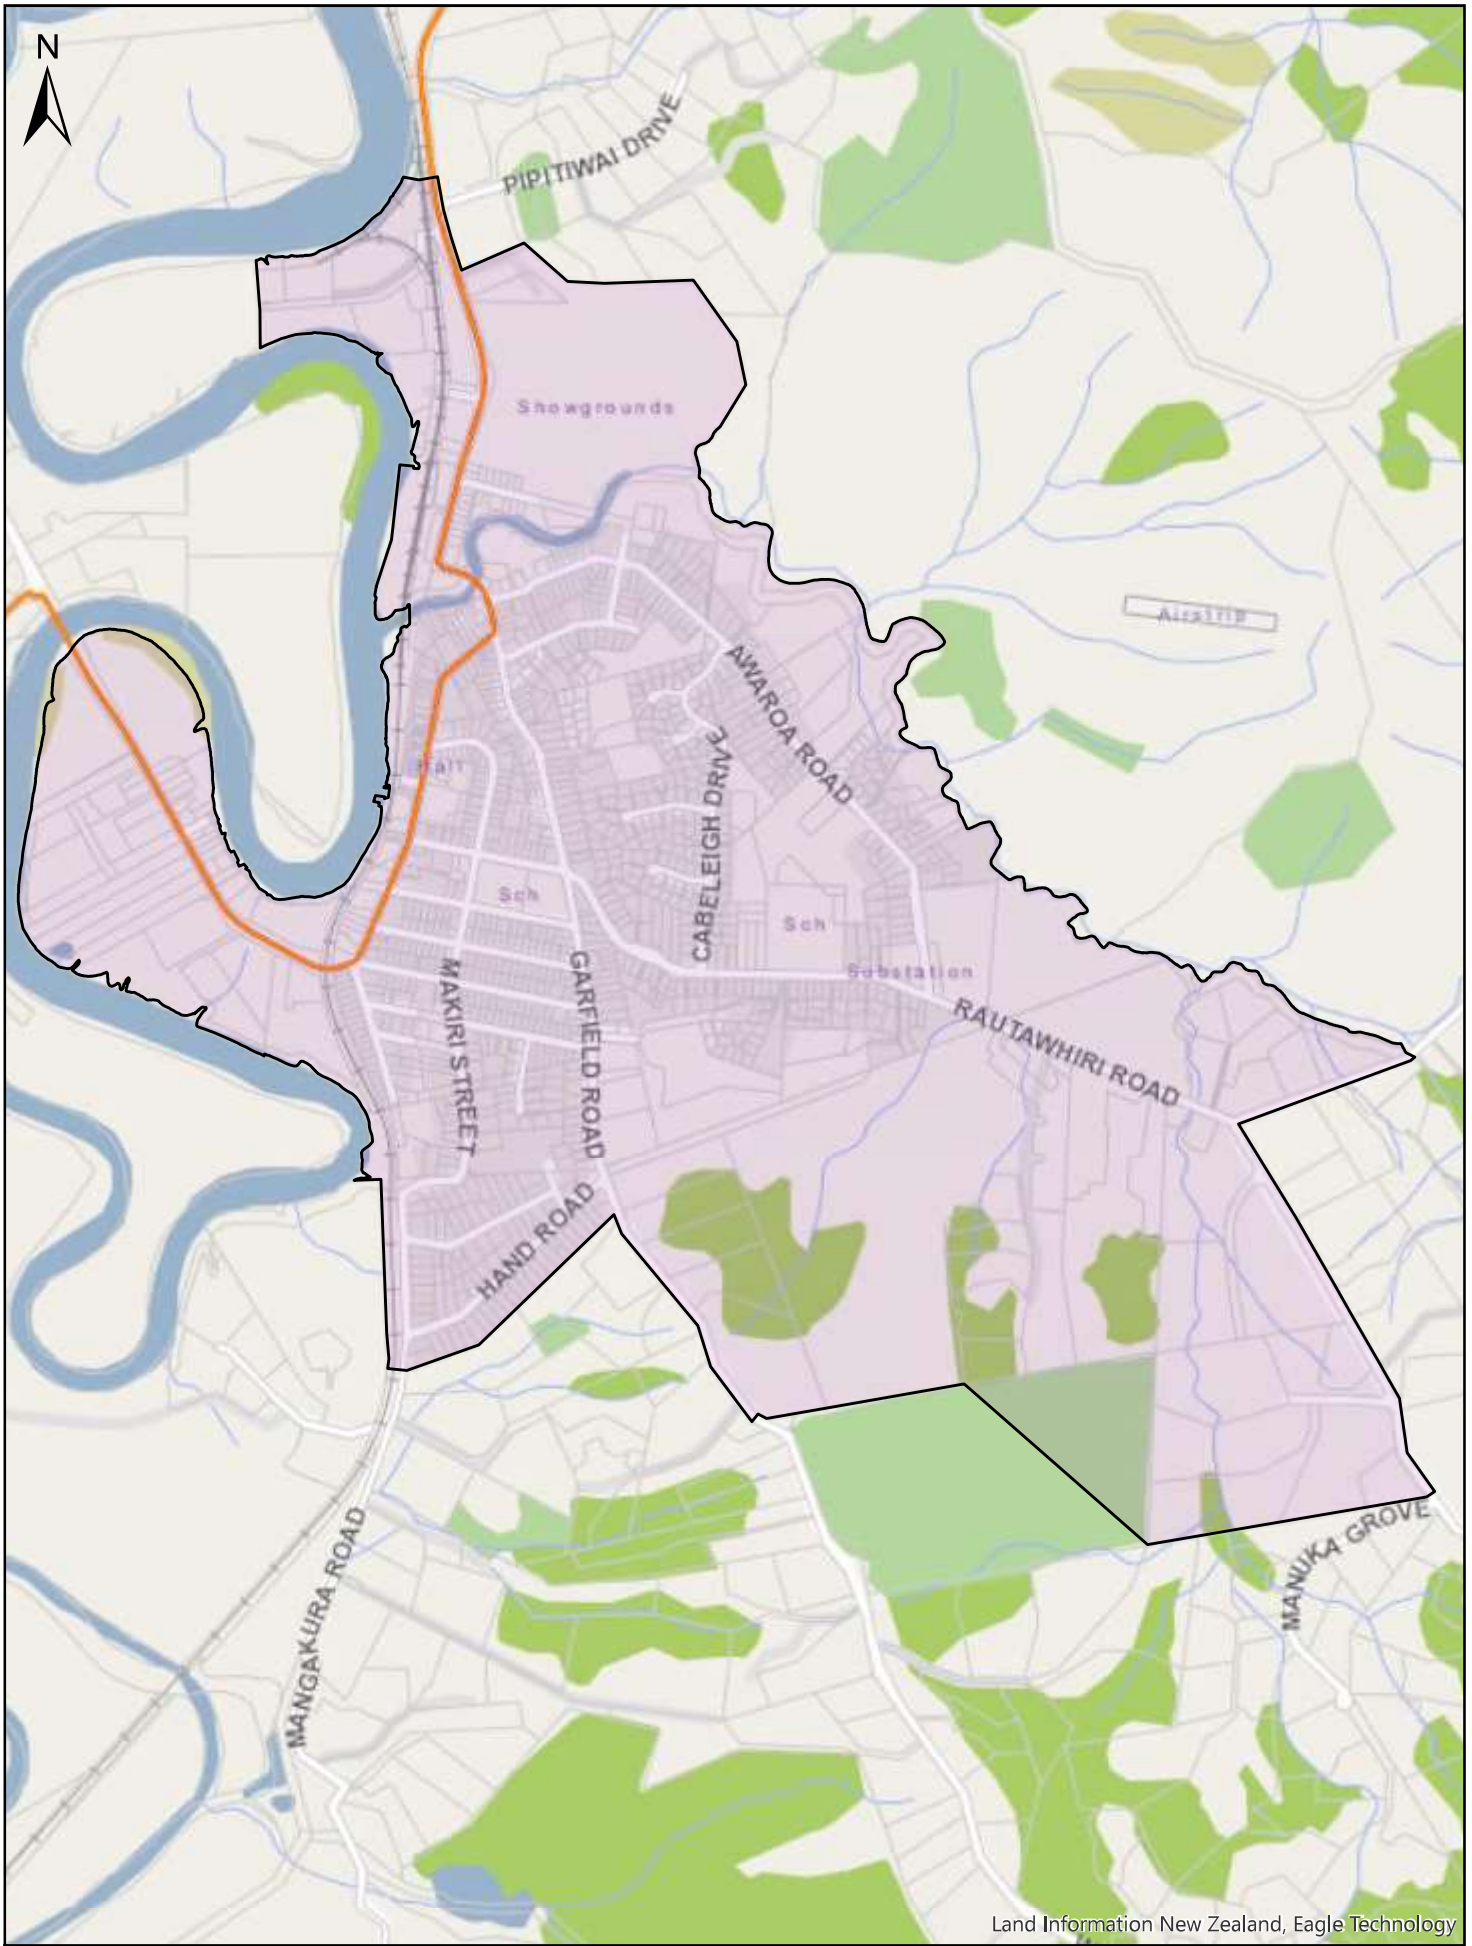 N
PIPITIWAI DRIVE
Showgrounds
Airstrip
AWAROA ROAD
CABELEIGH DRIVE
Hall
Sch
Sch
Substation
MAKIRI STREET
GARFIELD ROAD
RAUTAWHIRI ROAD
HAND ROAD
MANUKA GROVE
MANGAKURA ROAD
Land Information New Zealand, Eagle Technology